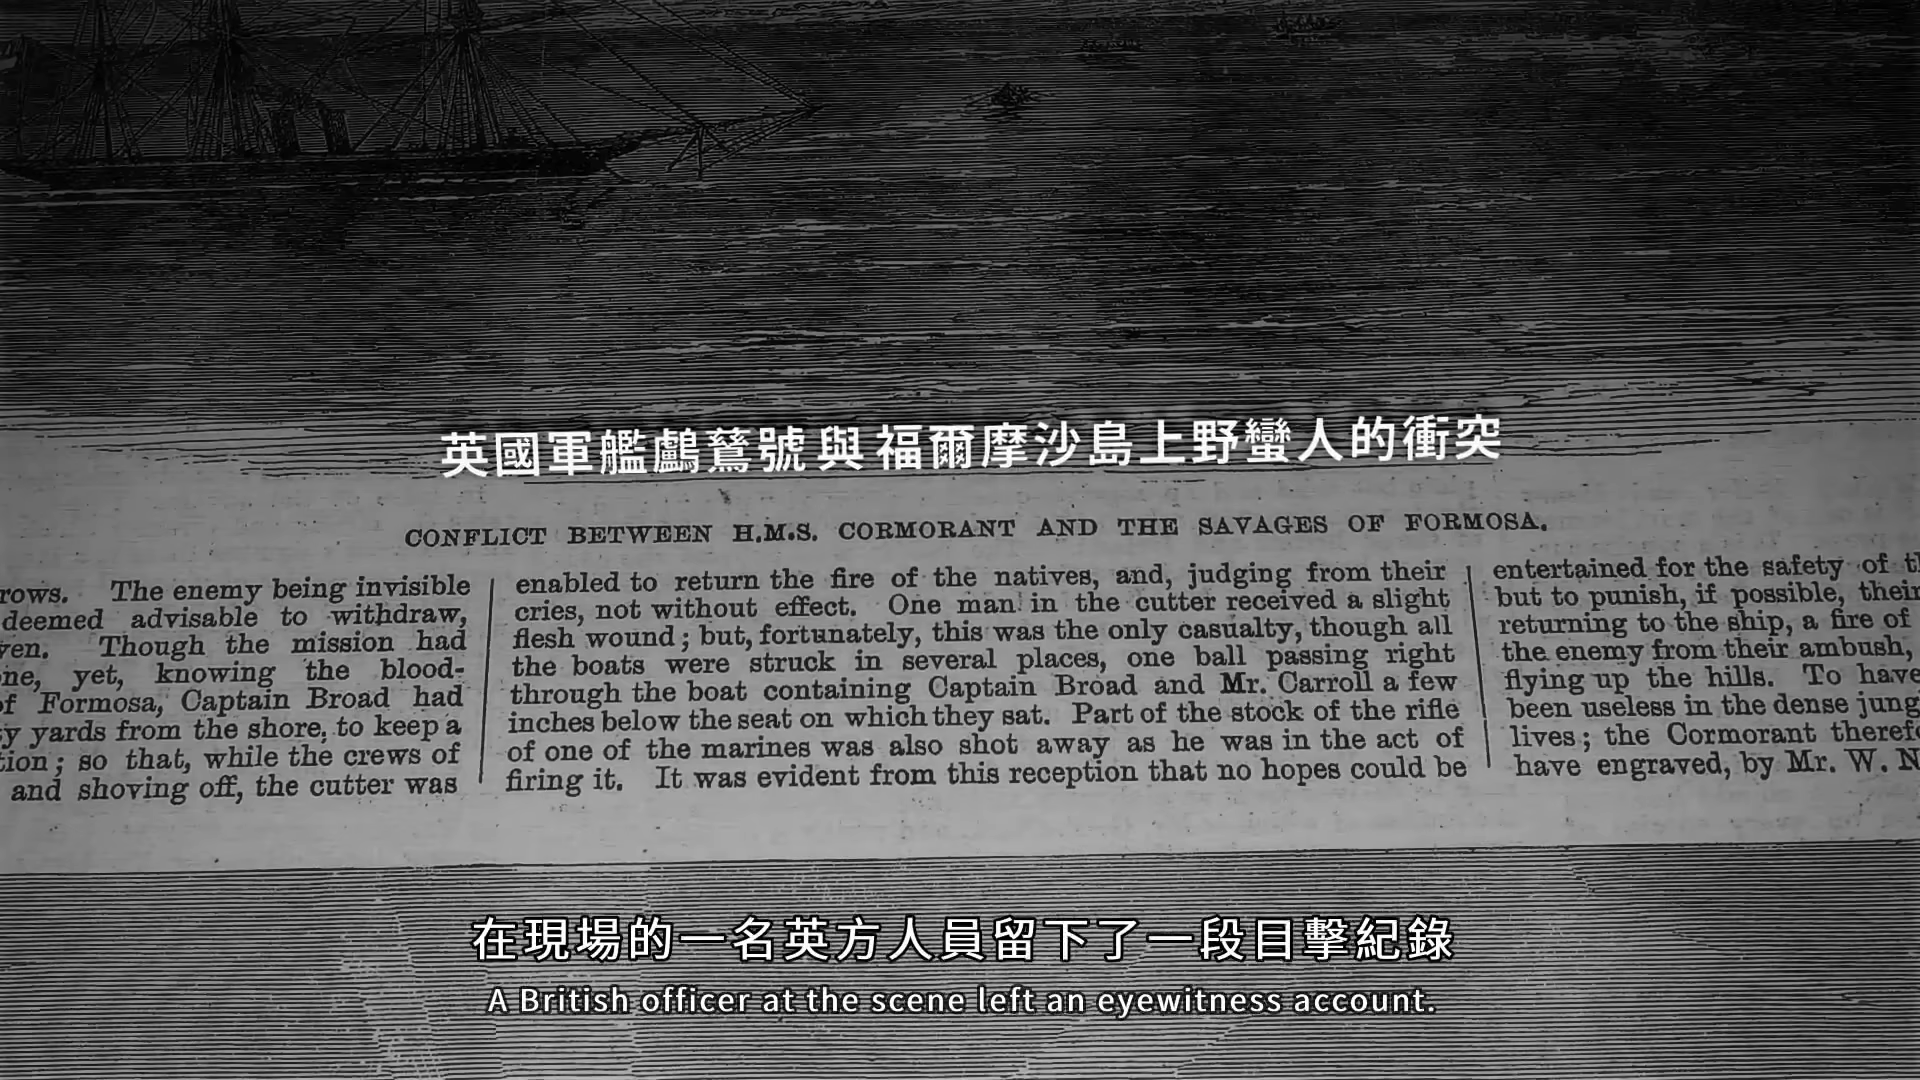 英國軍艦鸕鶿號與福爾摩沙島上野蠻人的衝突
CONFLICT BETWEEN H.M.S. CORMORANT AND THE SAVAGES OF FORMOSA.
rows. The enemy being invisible
deemed advisable to withdraw,
ven. Though the mission had
ne, yet, knowing the blood-
of Formosa, Captain Broad had
y yards from the shore, to keep a
tion; so that, while the crews of
and shoving off, the cutter was
enabled to return the fire of the natives, and, judging from their
cries, not without effect. One man in the cutter received a slight
flesh wound; but, fortunately, this was the only casualty, though all
the boats were struck in several places, one ball passing right
through the boat containing Captain Broad and Mr. Carroll a few
inches below the seat on which they sat. Part of the stock of the rifle
of one of the marines was also shot away as he was in the act of
firing it. It was evident from this reception that no hopes could be
entertained for the safety of th
but to punish, if possible, their
returning to the ship, a fire of
the enemy from their ambush,
flying up the hills. To have
been useless in the dense jung
lives; the Cormorant therefo
have engraved, by Mr. W. N
在現場的一名英方人員留下了一段目擊紀錄
A British officer at the scene left an eyewitness account.